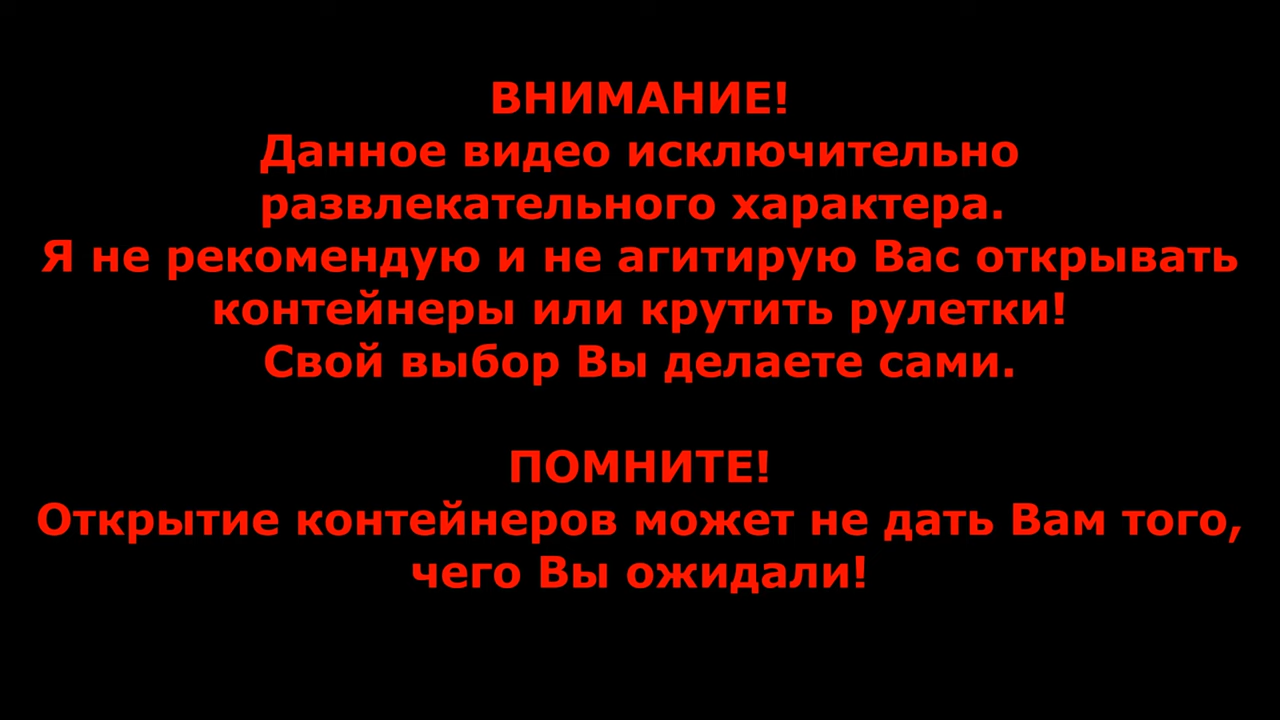 ВНИМАНИЕ!
Данное видео исключительно
развлекательного характера.
Я не рекомендую и не агитирую Вас открывать
контейнеры или крутить рулетки!
Свой выбор Вы делаете сами.
ПОМНИТЕ!
Открытие контейнеров может не дать Вам того,
чего Вы ожидали!